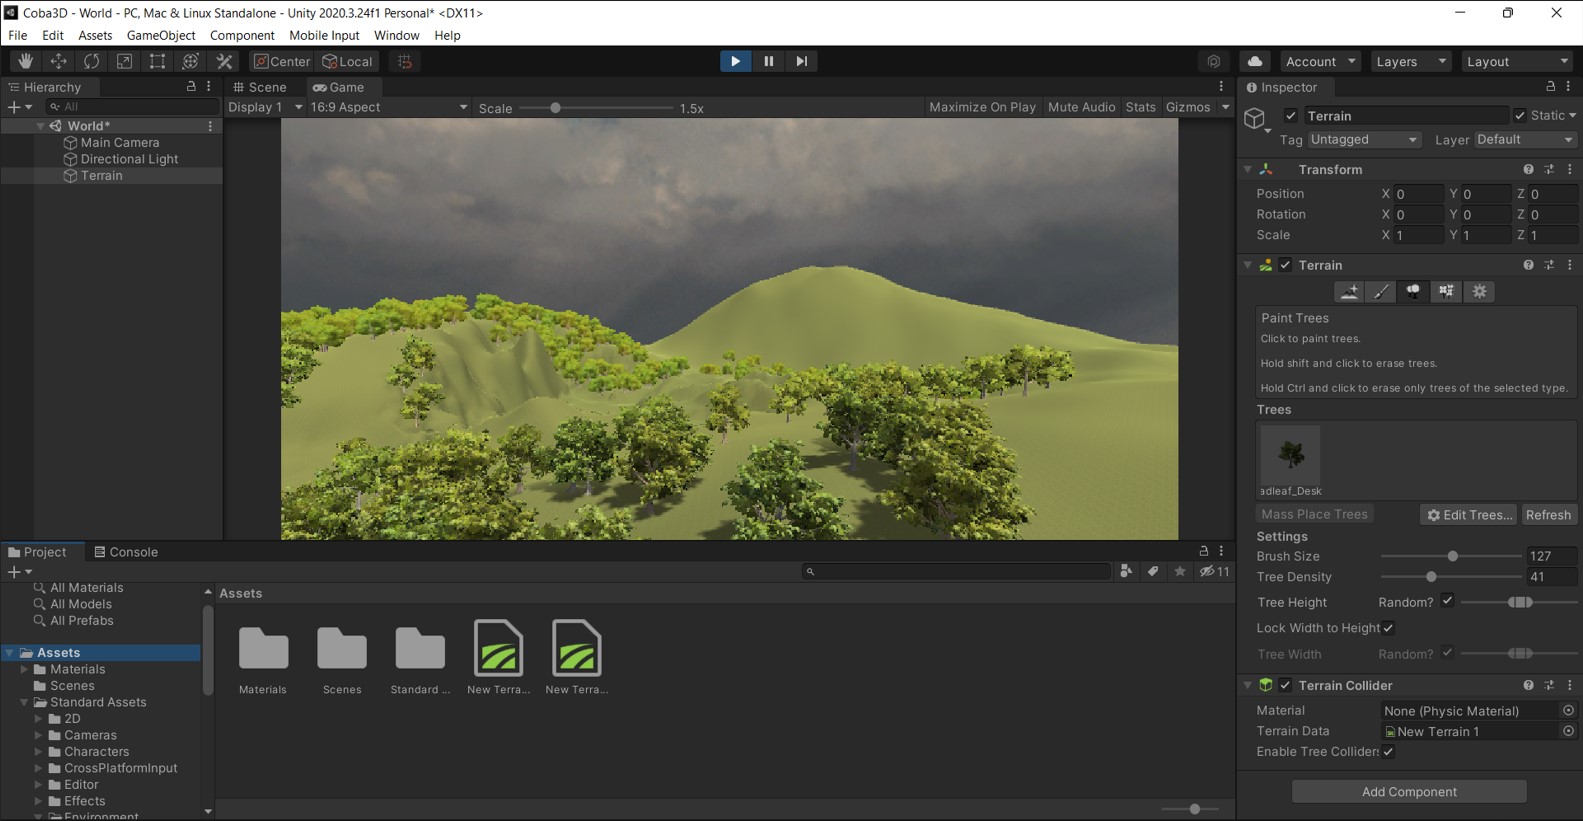 Coba3D - World - PC, Mac & Linux Standalone - Unity 2020.3.24f1 Personal* <DX11>
File Edit Assets GameObject Component Mobile Input Window Help
Center Local Account Layers Layout
Hierarchy
All
World*
Main Camera
Directional Light
Terrain
Scene Game
Display 1 16:9 Aspect Scale 1.5x Maximize On Play Mute Audio Stats Gizmos
Inspector
Terrain Static
Tag Untagged Layer Default
Transform
Position X 0 Y 0 Z 0
Rotation X 0 Y 0 Z 0
Scale X 1 Y 1 Z 1
Terrain
Paint Trees
Click to paint trees.
Hold shift and click to erase trees.
Hold Ctrl and click to erase only trees of the selected type.
Trees
adleaf_Desk
Mass Place Trees Edit Trees... Refresh
Settings
Brush Size 127
Tree Density 41
Tree Height Random?
Lock Width to Height
Tree Width Random?
Terrain Collider
Material None (Physic Material)
Terrain Data New Terrain 1
Enable Tree Colliders
Add Component
Project Console
11
All Materials
All Models
All Prefabs
Assets
Materials
Scenes
Standard Assets
2D
Cameras
Characters
CrossPlatformInput
Editor
Effects
Environment
Assets
Materials Scenes Standard ... New Terra... New Terra...